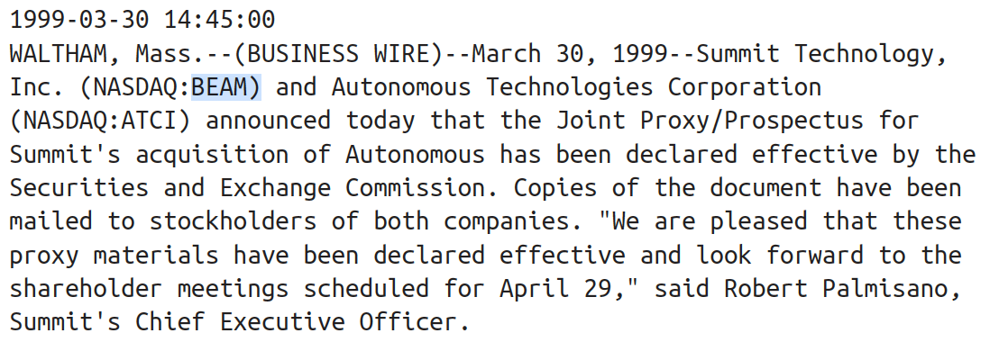 1999-03-30 14:45:00
WALTHAM, Mass.--(BUSINESS WIRE)--March 30, 1999--Summit Technology,
Inc. (NASDAQ:BEAM) and Autonomous Technologies Corporation
(NASDAQ:ATCI) announced today that the Joint Proxy/Prospectus for
Summit's acquisition of Autonomous has been declared effective by the
Securities and Exchange Commission. Copies of the document have been
mailed to stockholders of both companies. "We are pleased that these
proxy materials have been declared effective and look forward to the
shareholder meetings scheduled for April 29," said Robert Palmisano,
Summit's Chief Executive Officer.